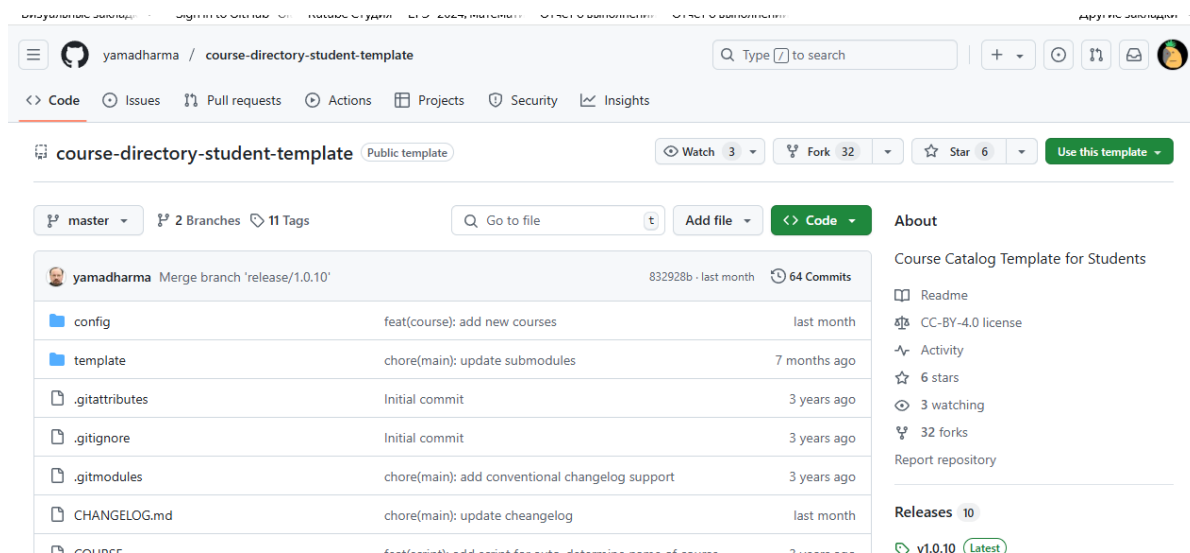 yamadharma / course-directory-student-template Type / to search
Code Issues Pull requests Actions Projects Security Insights
course-directory-student-template Public template Watch 3 Fork 32 Star 6 Use this template
master 2 Branches 11 Tags Go to file t Add file Code
yamadharma Merge branch 'release/1.0.10' 832928b · last month 64 Commits
config feat(course): add new courses last month
template chore(main): update submodules 7 months ago
.gitattributes Initial commit 3 years ago
.gitignore Initial commit 3 years ago
.gitmodules chore(main): add conventional changelog support 3 years ago
CHANGELOG.md chore(main): update cheangelog last month
About
Course Catalog Template for Students
Readme
CC-BY-4.0 license
Activity
6 stars
3 watching
32 forks
Report repository
Releases 10
v1.0.10 Latest